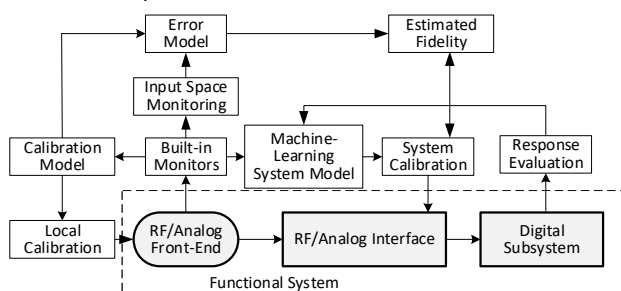 Error
Model
Estimated
Fidelity
Input Space
Monitoring
Calibration
Model
Built-in
Monitors
Machine-
Learning
System Model
System
Calibration
Response
Evaluation
Local
Calibration
RF/Analog
Front-End
RF/Analog Interface
Digital
Subsystem
Functional System